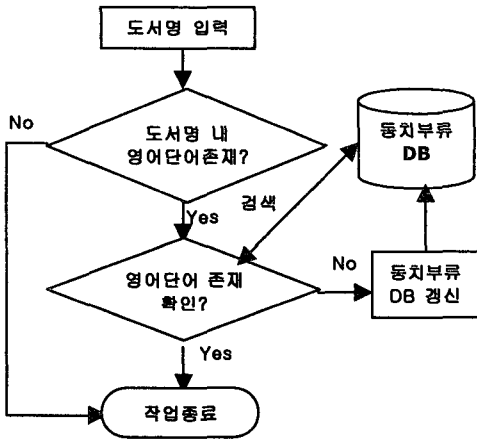 도서명 입력
No
도서명 내
영어단어존재?
동치부류
DB
검색
Yes
영어단어 존재
확인?
No
동치부류
DB 갱신
Yes
작업종료